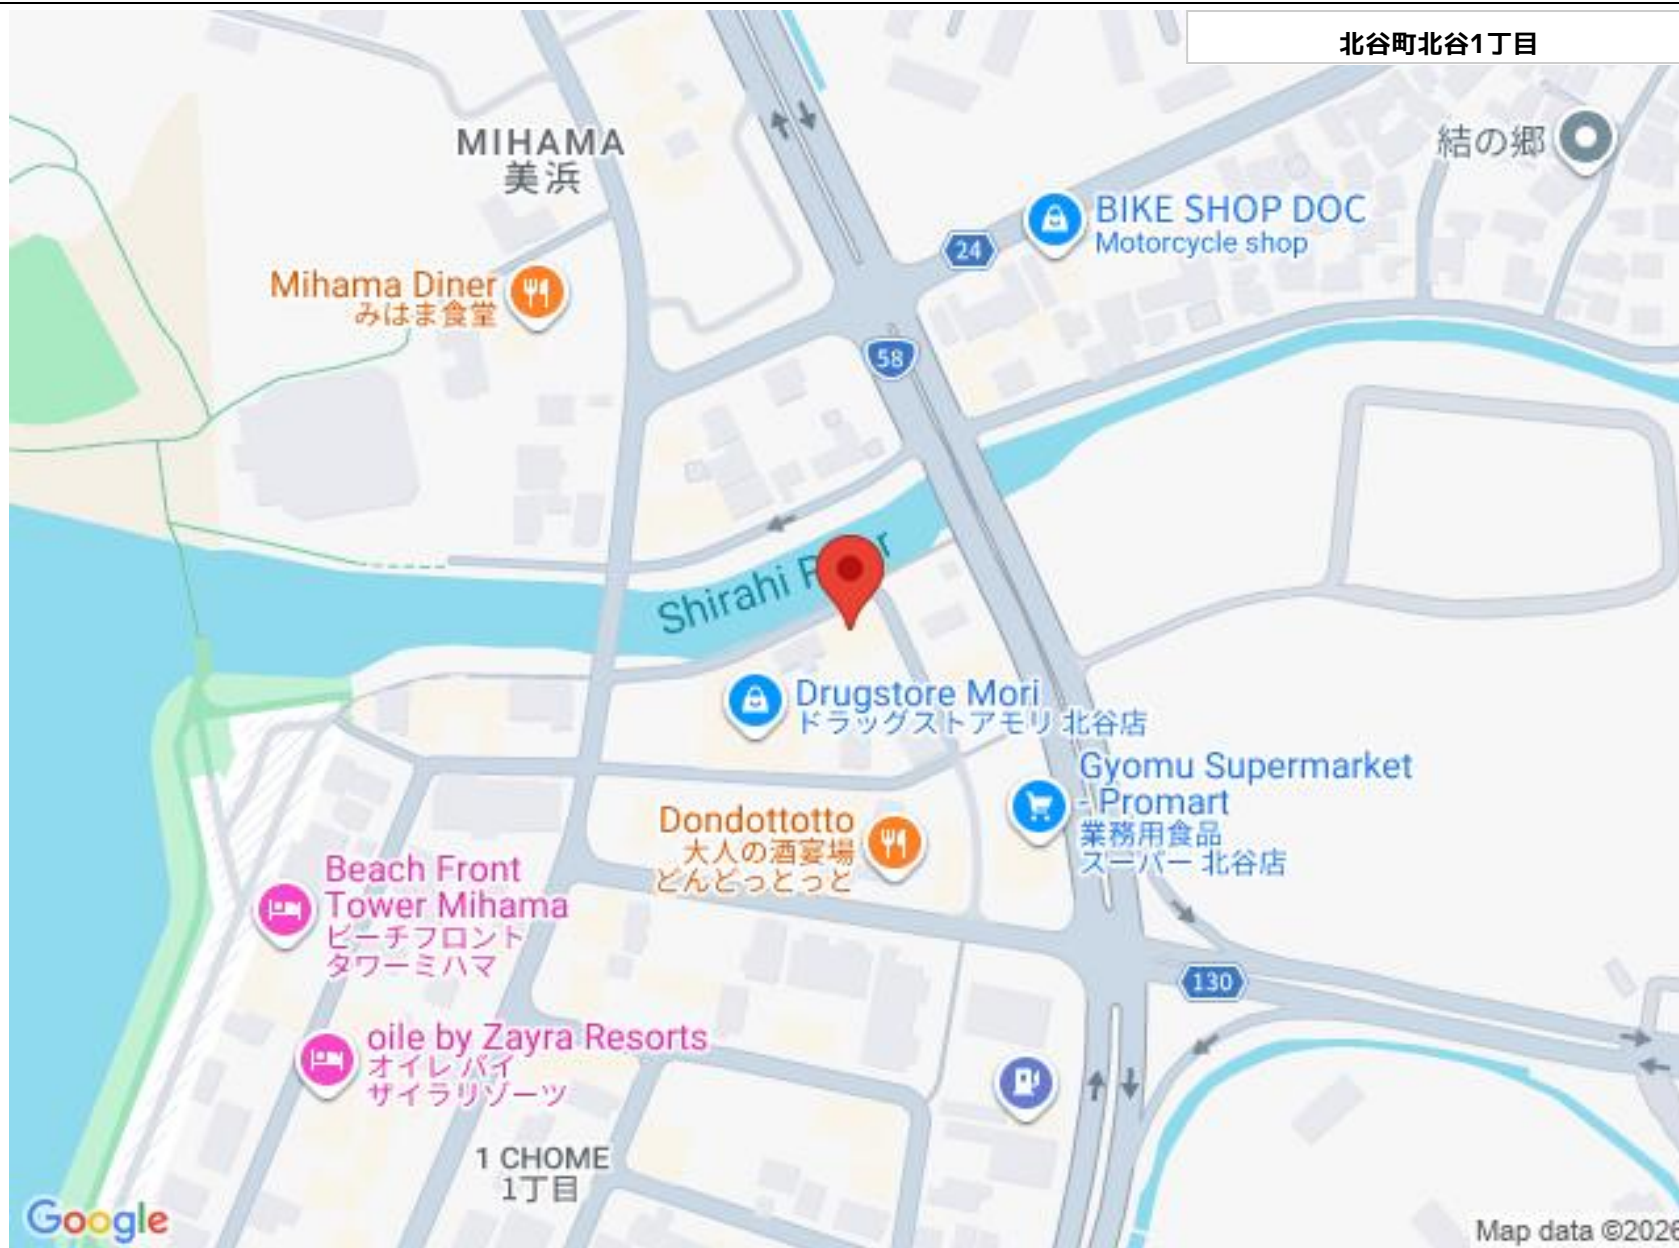 北谷町北谷1丁目
MIHAMA
美浜
結の郷
BIKE SHOP DOC
Motorcycle shop
24
Mihama Diner
みはま食堂
58
Shirahi
Drugstore Mori
ドラッグストアモリ 北谷店
Gyomu Supermarket
- Promart
業務用食品
スーパー 北谷店
Dondottotto
大人の酒宴場
どんどっとっと
Beach Front
Tower Mihama
ビーチフロント
タワーミハマ
130
oile by Zayra Resorts
オイレ バイ
ザイラリゾーツ
1 CHOME
1丁目
Google
Map data ©2026